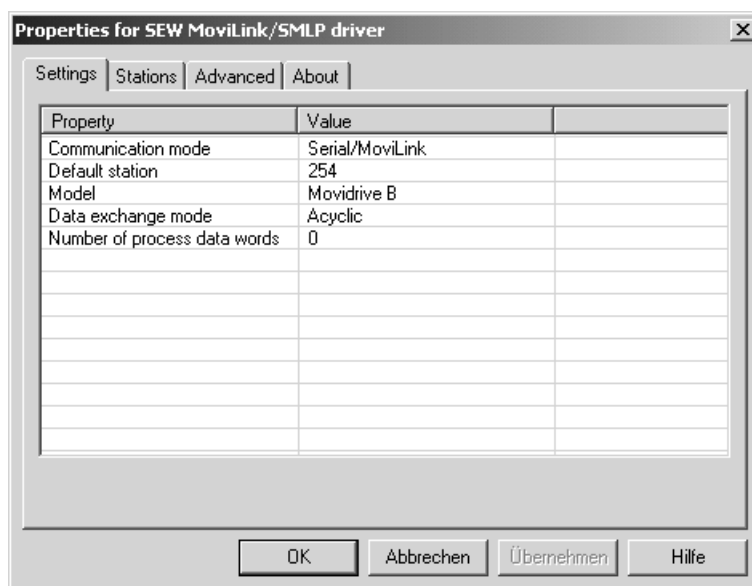 Properties for SEW MoviLink/SMLP driver
Settings Stations Advanced About
Property Value
Communication mode Serial/MoviLink
Default station 254
Model Movidrive B
Data exchange mode Acyclic
Number of process data words 0
OK Abbrechen Übernehmen Hilfe